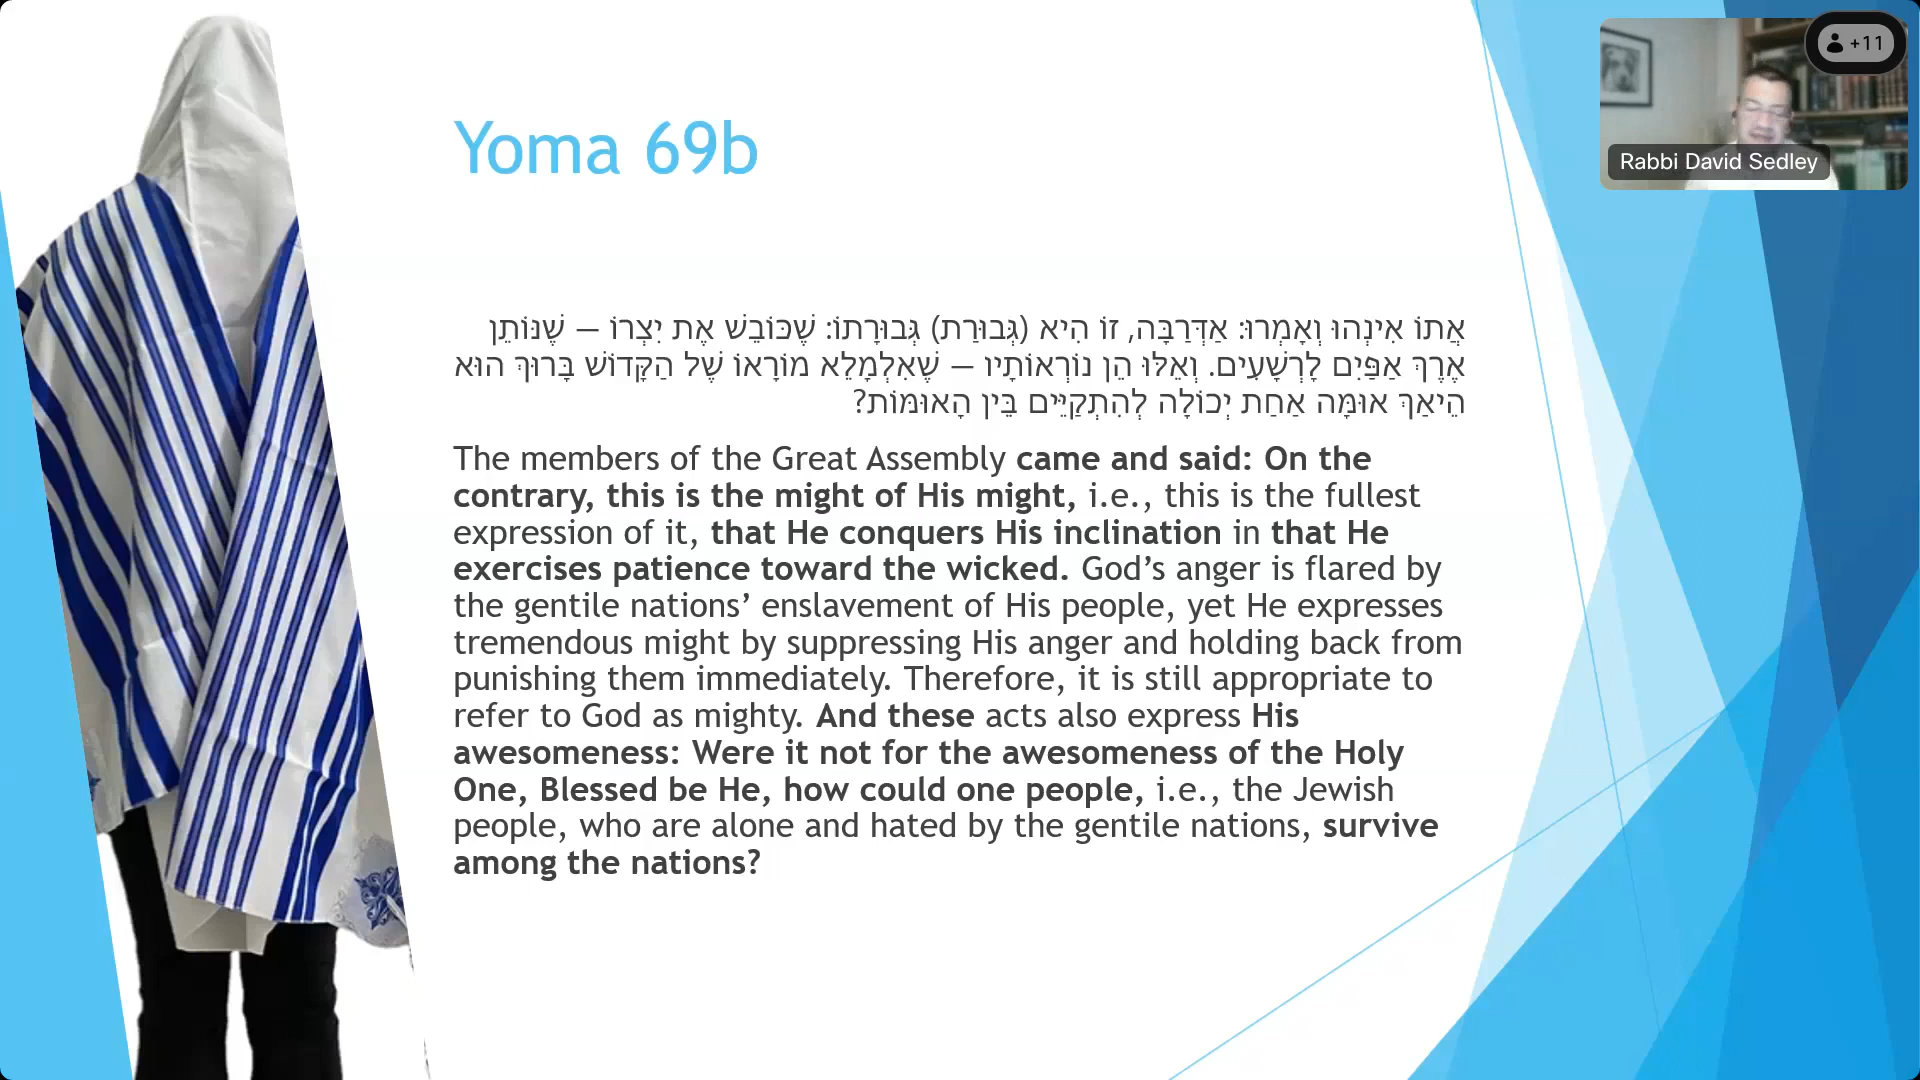 Yoma 69b
אֲתוֹ אִינְהוּ וְאָמְרוּ: אַדְּרַבָּה, זוֹ הִיא (גְּבוּרַת) גְּבוּרָתוֹ: שֶׁכּוֹבֵשׁ אֶת יִצְרוֹ — שֶׁנּוֹתֵן
אֶרֶךְ אַפַּיִם לָרְשָׁעִים. וְאֵלּוּ הֵן נוֹרְאוֹתָיו — שֶׁאִלְמָלֵא מוֹרָאוֹ שֶׁל הַקָּדוֹשׁ בָּרוּךְ הוּא
הֵיאַךְ אוּמָּה אַחַת יְכוֹלָה לְהִתְקַיֵּים בֵּין הָאוּמּוֹת?
The members of the Great Assembly came and said: On the
contrary, this is the might of His might, i.e., this is the fullest
expression of it, that He conquers His inclination in that He
exercises patience toward the wicked. God’s anger is flared by
the gentile nations’ enslavement of His people, yet He expresses
tremendous might by suppressing His anger and holding back from
punishing them immediately. Therefore, it is still appropriate to
refer to God as mighty. And these acts also express His
awesomeness: Were it not for the awesomeness of the Holy
One, Blessed be He, how could one people, i.e., the Jewish
people, who are alone and hated by the gentile nations, survive
among the nations?
+11
Rabbi David Sedley